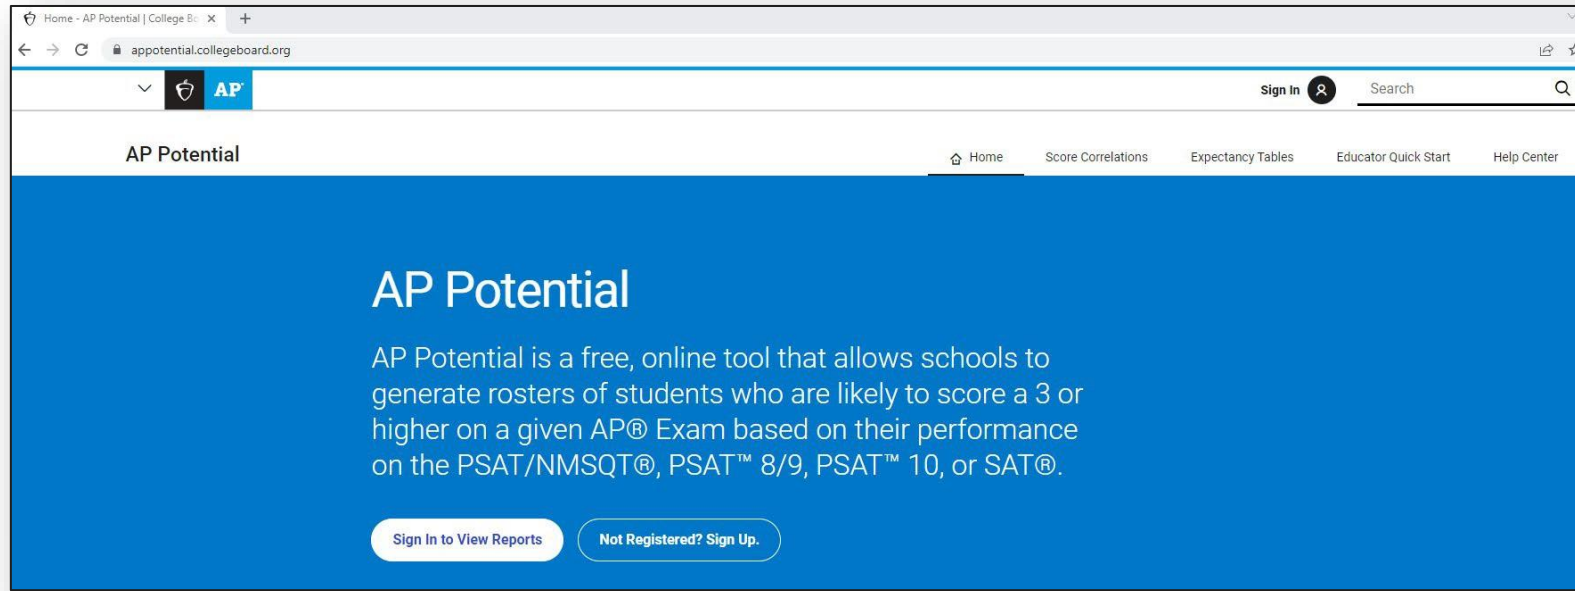 Home - AP Potential | College Bo
appotential.collegeboard.org
AP®
Sign In
Search
AP Potential
Home
Score Correlations
Expectancy Tables
Educator Quick Start
Help Center
AP Potential
AP Potential is a free, online tool that allows schools to
generate rosters of students who are likely to score a 3 or
higher on a given AP® Exam based on their performance
on the PSAT/NMSQT®, PSAT™ 8/9, PSAT™ 10, or SAT®.
Sign In to View Reports
Not Registered? Sign Up.